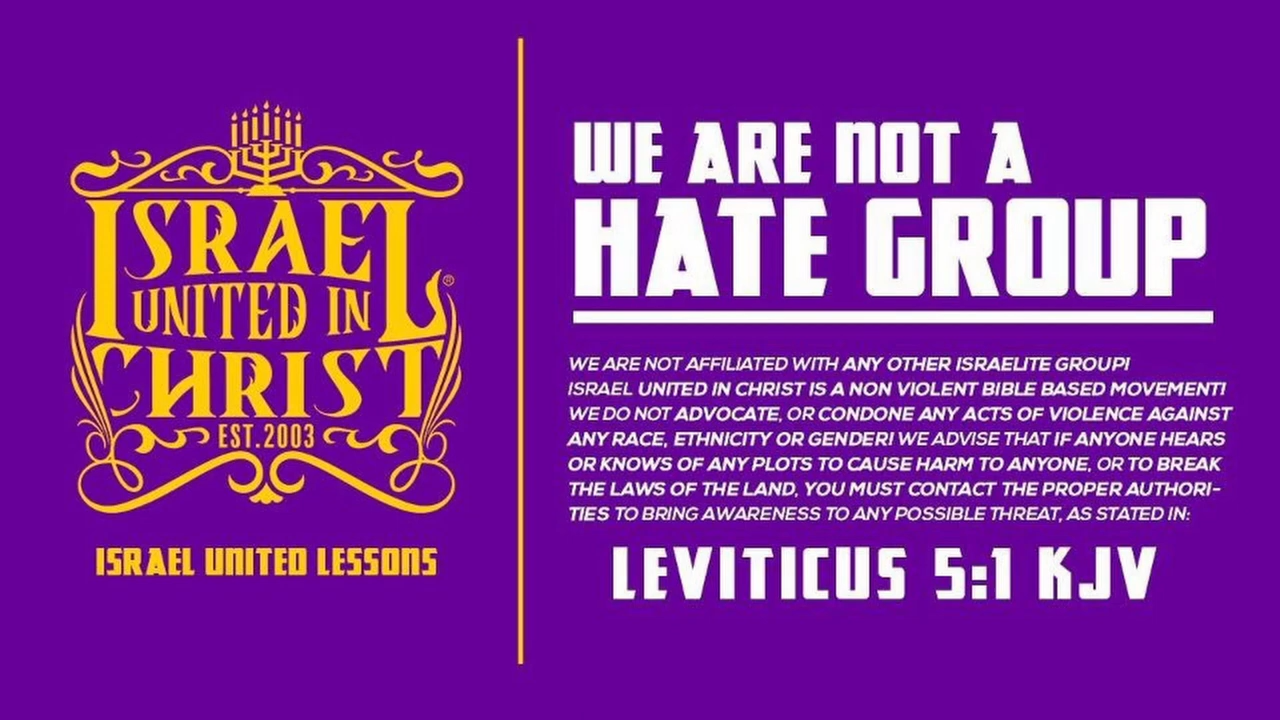 ISRAEL
UNITED IN
CHRIST
®
EST.2003
ISRAEL UNITED LESSONS
WE ARE NOT A
HATE GROUP
WE ARE NOT AFFILIATED WITH ANY OTHER ISRAELITE GROUP!
ISRAEL UNITED IN CHRIST IS A NON VIOLENT BIBLE BASED MOVEMENT!
WE DO NOT ADVOCATE, OR CONDONE ANY ACTS OF VIOLENCE AGAINST
ANY RACE, ETHNICITY OR GENDER! WE ADVISE THAT IF ANYONE HEARS
OR KNOWS OF ANY PLOTS TO CAUSE HARM TO ANYONE, OR TO BREAK
THE LAWS OF THE LAND, YOU MUST CONTACT THE PROPER AUTHORI-
TIES TO BRING AWARENESS TO ANY POSSIBLE THREAT, AS STATED IN:
LEVITICUS 5:1 KJV